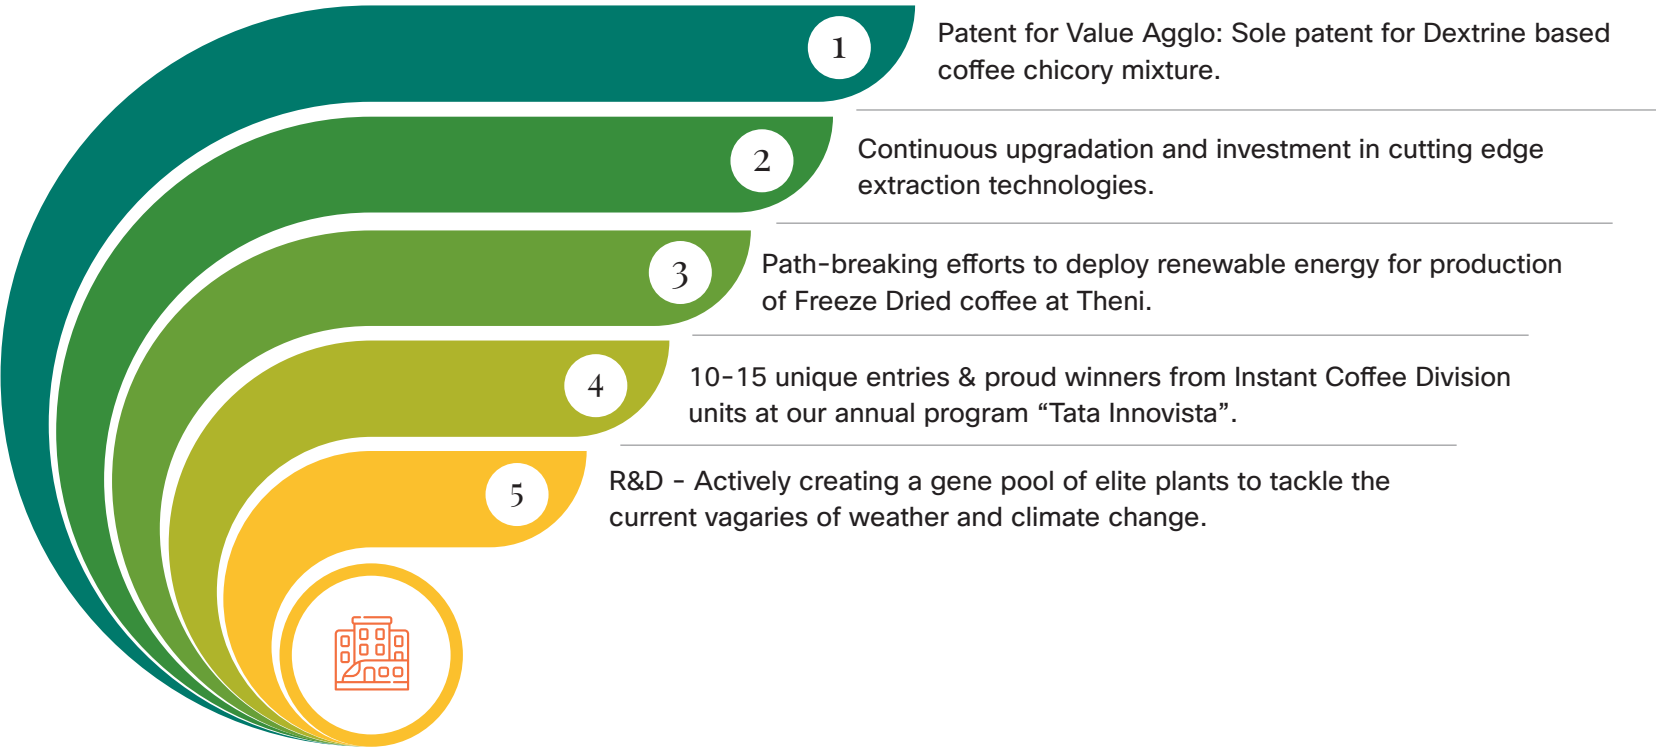 1
Patent for Value Agglo: Sole patent for Dextrine based
coffee chicory mixture.
2
Continuous upgradation and investment in cutting edge
extraction technologies.
3
Path-breaking efforts to deploy renewable energy for production
of Freeze Dried coffee at Theni.
4
10-15 unique entries & proud winners from Instant Coffee Division
units at our annual program “Tata Innovista”.
5
R&D - Actively creating a gene pool of elite plants to tackle the
current vagaries of weather and climate change.